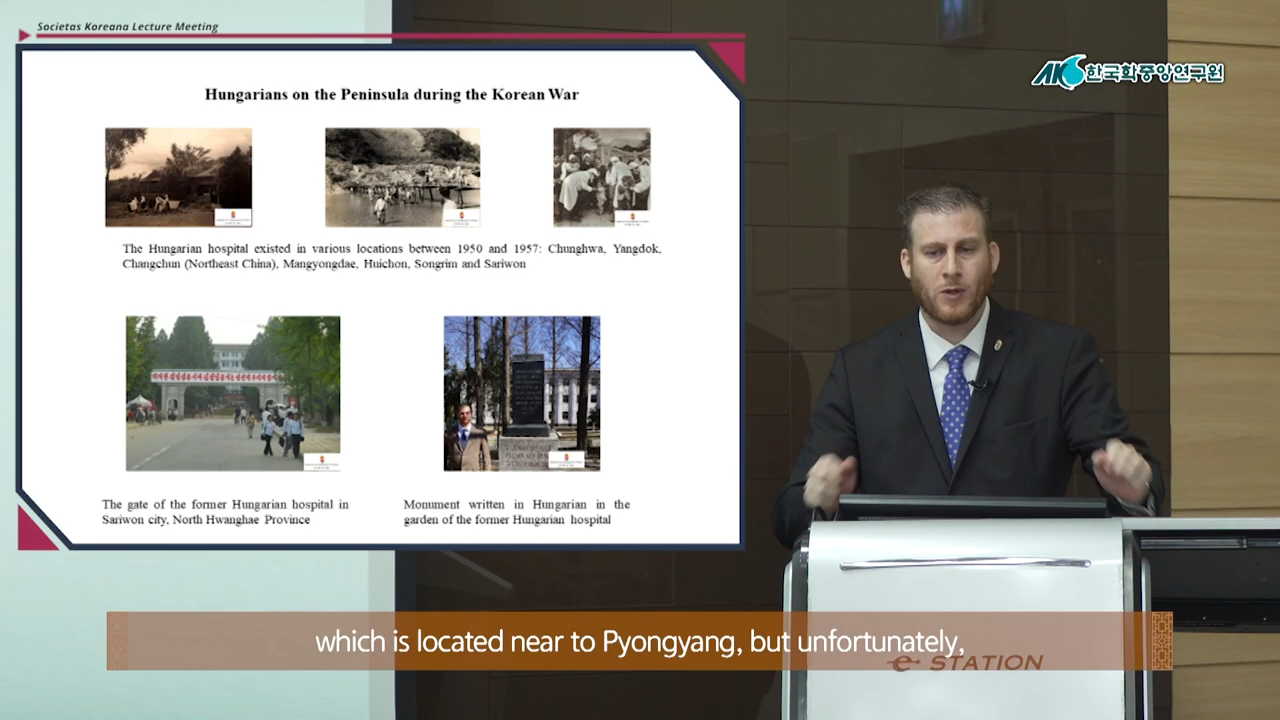 Societas Koreana Lecture Meeting
AK 한국학중앙연구원
Hungarians on the Peninsula during the Korean War
The Hungarian hospital existed in various locations between 1950 and 1957: Chunghwa, Yangdok,
Changchun (Northeast China), Mangyongdae, Huichon, Songrim and Sariwon
The gate of the former Hungarian hospital in
Sariwon city, North Hwanghae Province
Monument written in Hungarian in the
garden of the former Hungarian hospital
which is located near to Pyongyang, but unfortunately,
e-STATION